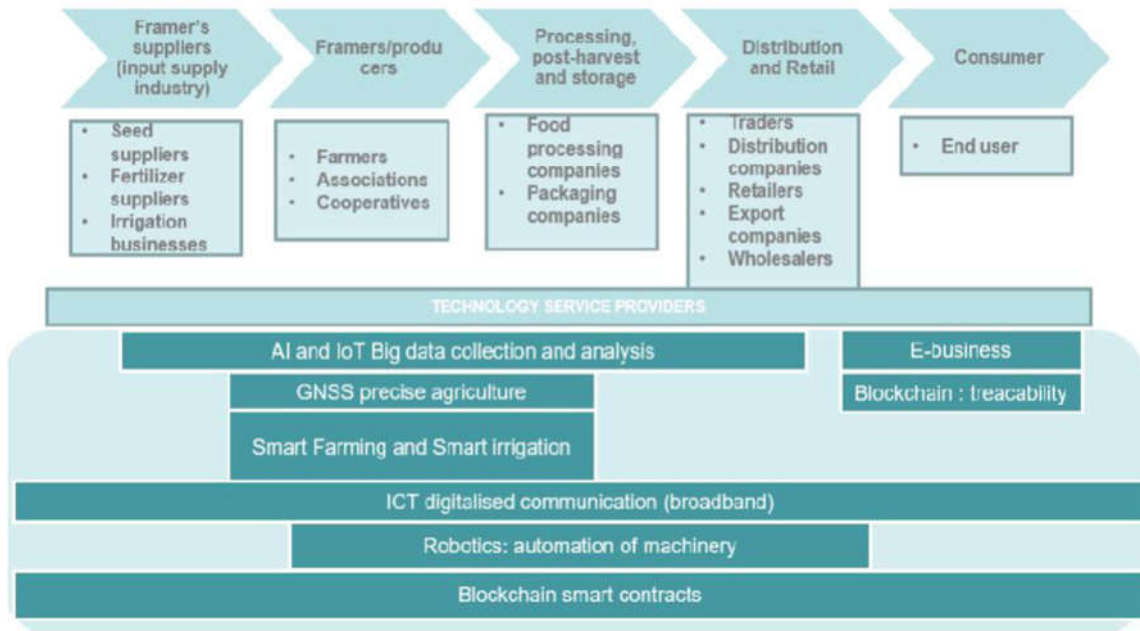 Framer's
suppliers
(input supply
industry)
Framers/produ
cers
Processing,
post-harvest
and storage
Distribution
and Retail
Consumer
• Seed
suppliers
• Fertilizer
suppliers
• Irrigation
businesses
• Farmers
• Associations
• Cooperatives
• Food
processing
companies
• Packaging
companies
• Traders
• Distribution
companies
• Retailers
• Export
companies
• Wholesalers
• End user
TECHNOLOGY SERVICE PROVIDERS
AI and IoT Big data collection and analysis
E-business
GNSS precise agriculture
Blockchain : treacability
Smart Farming and Smart irrigation
ICT digitalised communication (broadband)
Robotics: automation of machinery
Blockchain smart contracts